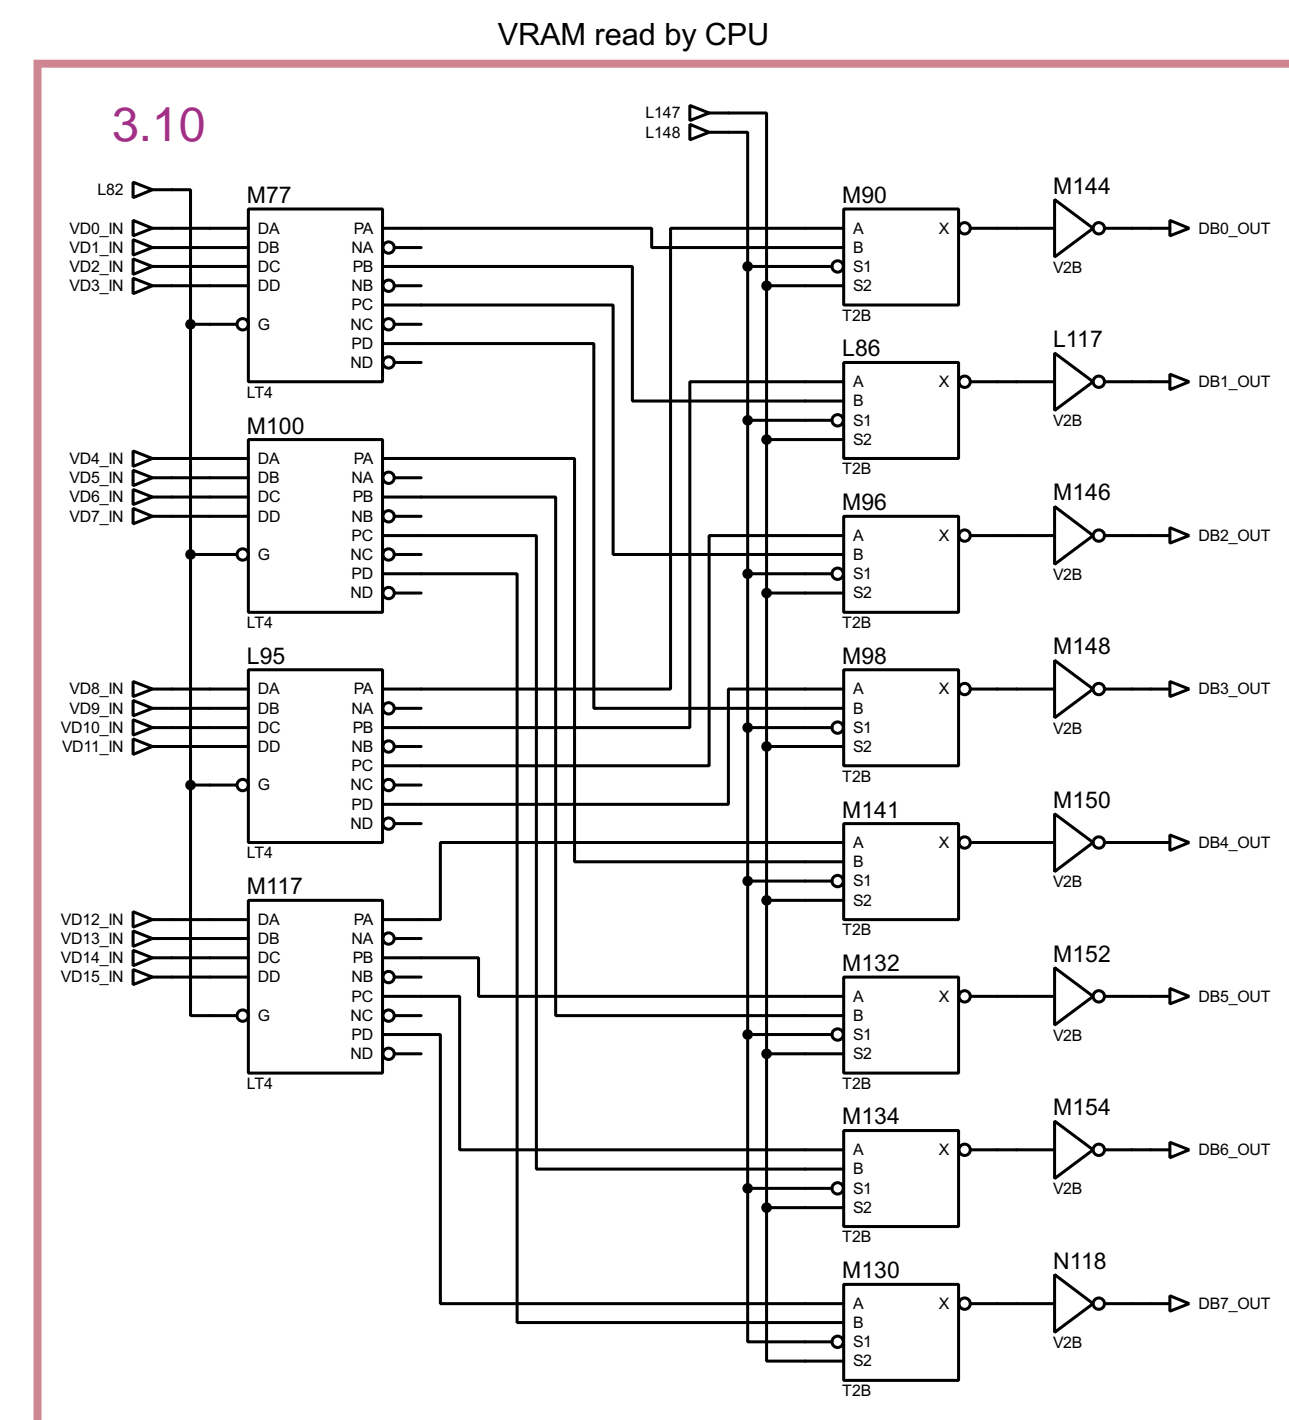 VRAM read by CPU
3.10
L147
L148
L82
M77
VD0_IN
VD1_IN
VD2_IN
VD3_IN
DA
DB
DC
DD
G
PA
NA
PB
NB
PC
NC
PD
ND
LT4
M100
VD4_IN
VD5_IN
VD6_IN
VD7_IN
DA
DB
DC
DD
G
PA
NA
PB
NB
PC
NC
PD
ND
LT4
L95
VD8_IN
VD9_IN
VD10_IN
VD11_IN
DA
DB
DC
DD
G
PA
NA
PB
NB
PC
NC
PD
ND
LT4
M117
VD12_IN
VD13_IN
VD14_IN
VD15_IN
DA
DB
DC
DD
G
PA
NA
PB
NB
PC
NC
PD
ND
LT4
M90
A X
B
S1
S2
T2B
M144
V2B
DB0_OUT
L86
A X
B
S1
S2
T2B
L117
V2B
DB1_OUT
M96
A X
B
S1
S2
T2B
M146
V2B
DB2_OUT
M98
A X
B
S1
S2
T2B
M148
V2B
DB3_OUT
M141
A X
B
S1
S2
T2B
M150
V2B
DB4_OUT
M132
A X
B
S1
S2
T2B
M152
V2B
DB5_OUT
M134
A X
B
S1
S2
T2B
M154
V2B
DB6_OUT
M130
A X
B
S1
S2
T2B
N118
V2B
DB7_OUT